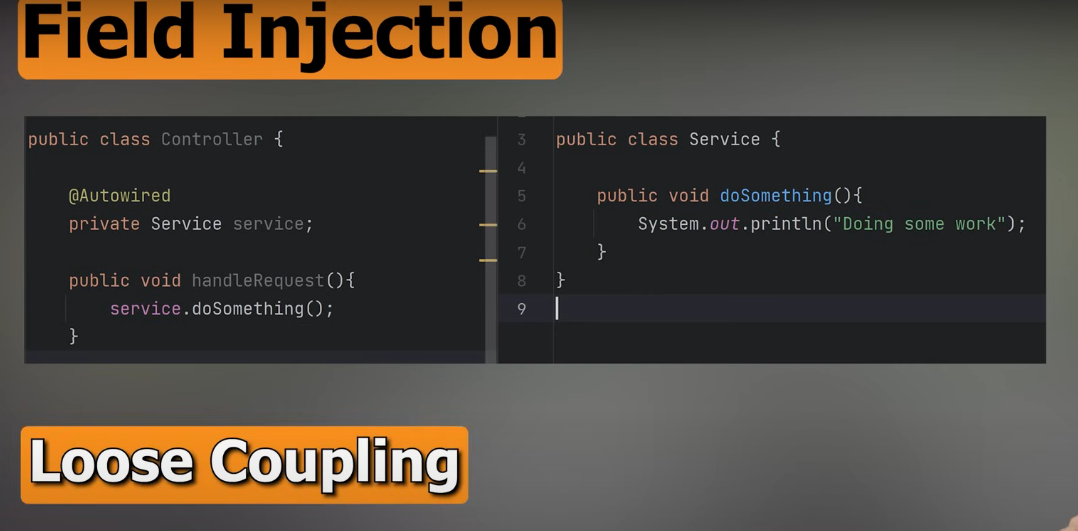 Field Injection
public class Controller {
@Autowired
private Service service;
public void handleRequest(){
service.doSomething();
}
3 public class Service {
4
5 public void doSomething(){
6 System.out.println("Doing some work");
7 }
8 }
9
Loose Coupling